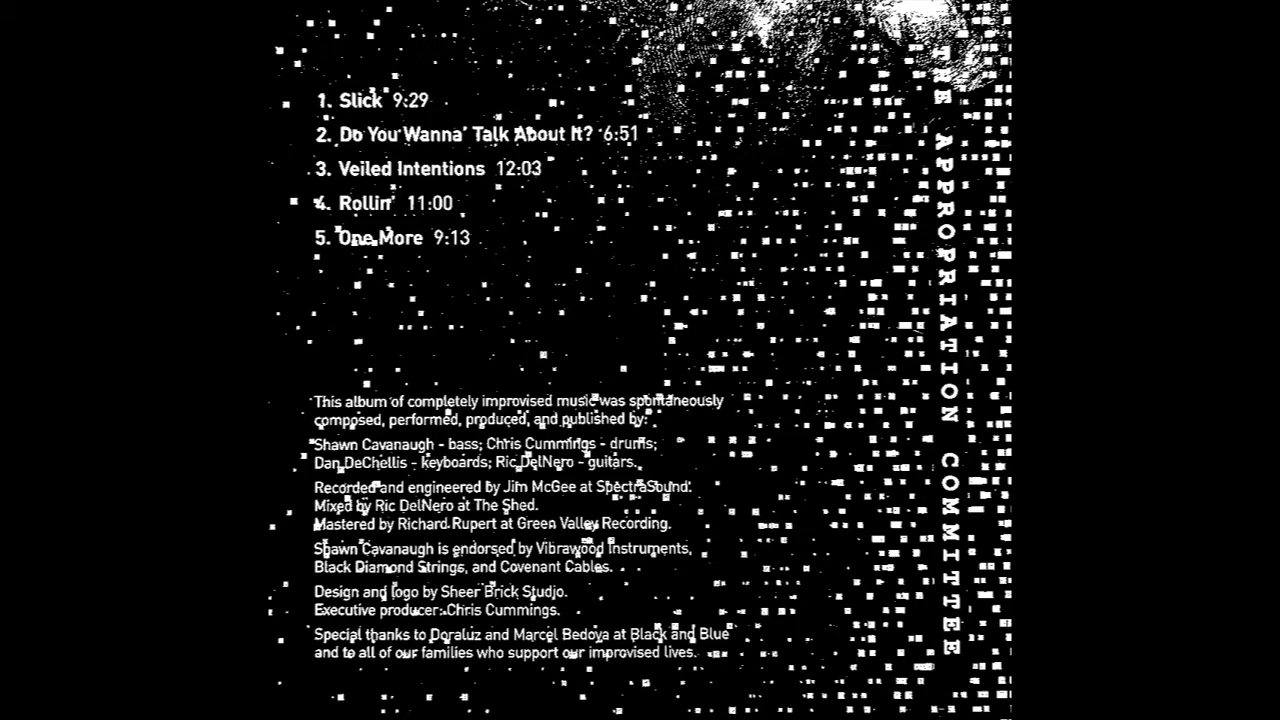 1. Slick 9:29
2. Do You Wanna' Talk About It? 6:51
3. Veiled Intentions 12:03
4. Rollin' 11:00
5. One More 9:13
This album of completely improvised music was spontaneously
composed, performed, produced, and published by:
Shawn Cavanaugh - bass; Chris Cummings - drums;
Dan DeChellis - keyboards; Ric DelNero - guitars.
Recorded and engineered by Jim McGee at SpectraSound.
Mixed by Ric DelNero at The Shed.
Mastered by Richard Rupert at Green Valley Recording.
Shawn Cavanaugh is endorsed by Vibrawood Instruments,
Black Diamond Strings, and Covenant Cables.
Design and logo by Sheer Brick Studio.
Executive producer: Chris Cummings.
Special thanks to Doraluz and Marcel Bedoya at Black and Blue
and to all of our families who support our improvised lives.
THE APPROPRIATION COMMITTEE